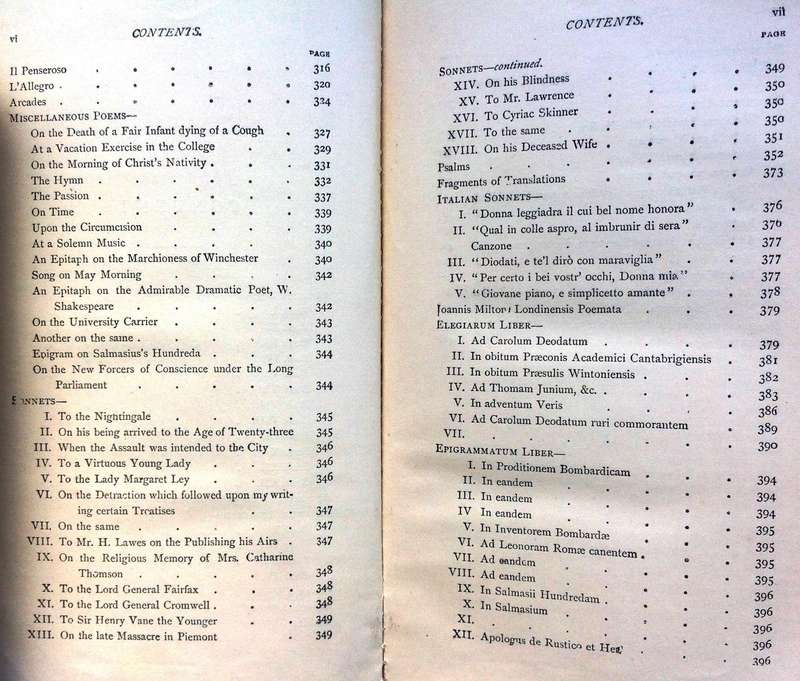 vi
CONTENTS.
PAGE
Il Penseroso 316
L'Allegro 320
Arcades 324
MISCELLANEOUS POEMS—
On the Death of a Fair Infant dying of a Cough 327
At a Vacation Exercise in the College 329
On the Morning of Christ's Nativity 331
The Hymn 332
The Passion 337
On Time 339
Upon the Circumcision 339
At a Solemn Music 340
An Epitaph on the Marchioness of Winchester 340
Song on May Morning 342
An Epitaph on the Admirable Dramatic Poet, W.
Shakespeare 342
On the University Carrier 343
Another on the same 343
Epigram on Salmasius's Hundreda 344
On the New Forcers of Conscience under the Long
Parliament 344
SONNETS—
I. To the Nightingale 345
II. On his being arrived to the Age of Twenty-three 345
III. When the Assault was intended to the City 346
IV. To a Virtuous Young Lady 346
V. To the Lady Margaret Ley 346
VI. On the Detraction which followed upon my writ-
ing certain Treatises 347
VII. On the same 347
VIII. To Mr. H. Lawes on the Publishing his Airs 347
IX. On the Religious Memory of Mrs. Catharine
Thomson 348
X. To the Lord General Fairfax 348
XI. To the Lord General Cromwell 348
XII. To Sir Henry Vane the Younger 349
XIII. On the late Massacre in Piemont 349
CONTENTS.
vii
PAGE
SONNETS—continued.
XIV. On his Blindness 349
XV. To Mr. Lawrence 350
XVI. To Cyriac Skinner 350
XVII. To the same 350
XVIII. On his Deceased Wife 351
Psalms 352
Fragments of Translations 373
ITALIAN SONNETS—
I. "Donna leggiadra il cui bel nome honora" 376
II. "Qual in colle aspro, al imbrunir di sera" 376
Canzone 377
III. "Diodati, e te'l dirò con maraviglia" 377
IV. "Per certo i bei vostr' occhi, Donna mia" 377
V. "Giovane piano, e simplicetto amante" 378
Joannis Miltoni Londinensis Poemata 379
ELEGIARUM LIBER—
I. Ad Carolum Deodatum 379
II. In obitum Præconis Academici Cantabrigiensis 381
III. In obitum Præsulis Wintoniensis 382
IV. Ad Thomam Junium, &c. 383
V. In adventum Veris 386
VI. Ad Carolum Deodatum ruri commorantem 389
VII. 390
EPIGRAMMATUM LIBER—
I. In Proditionem Bombardicam 394
II. In eandem 394
III. In eandem 394
IV In eandem 395
V. In Inventorem Bombardæ 395
VI. Ad Leonoram Romæ canentem 395
VII. Ad eandem 395
VIII. Ad eandem 396
IX. In Salmasii Hundredam 396
X. In Salmasium 396
XI. 396
XII. Apologus de Rustico et Hero 396